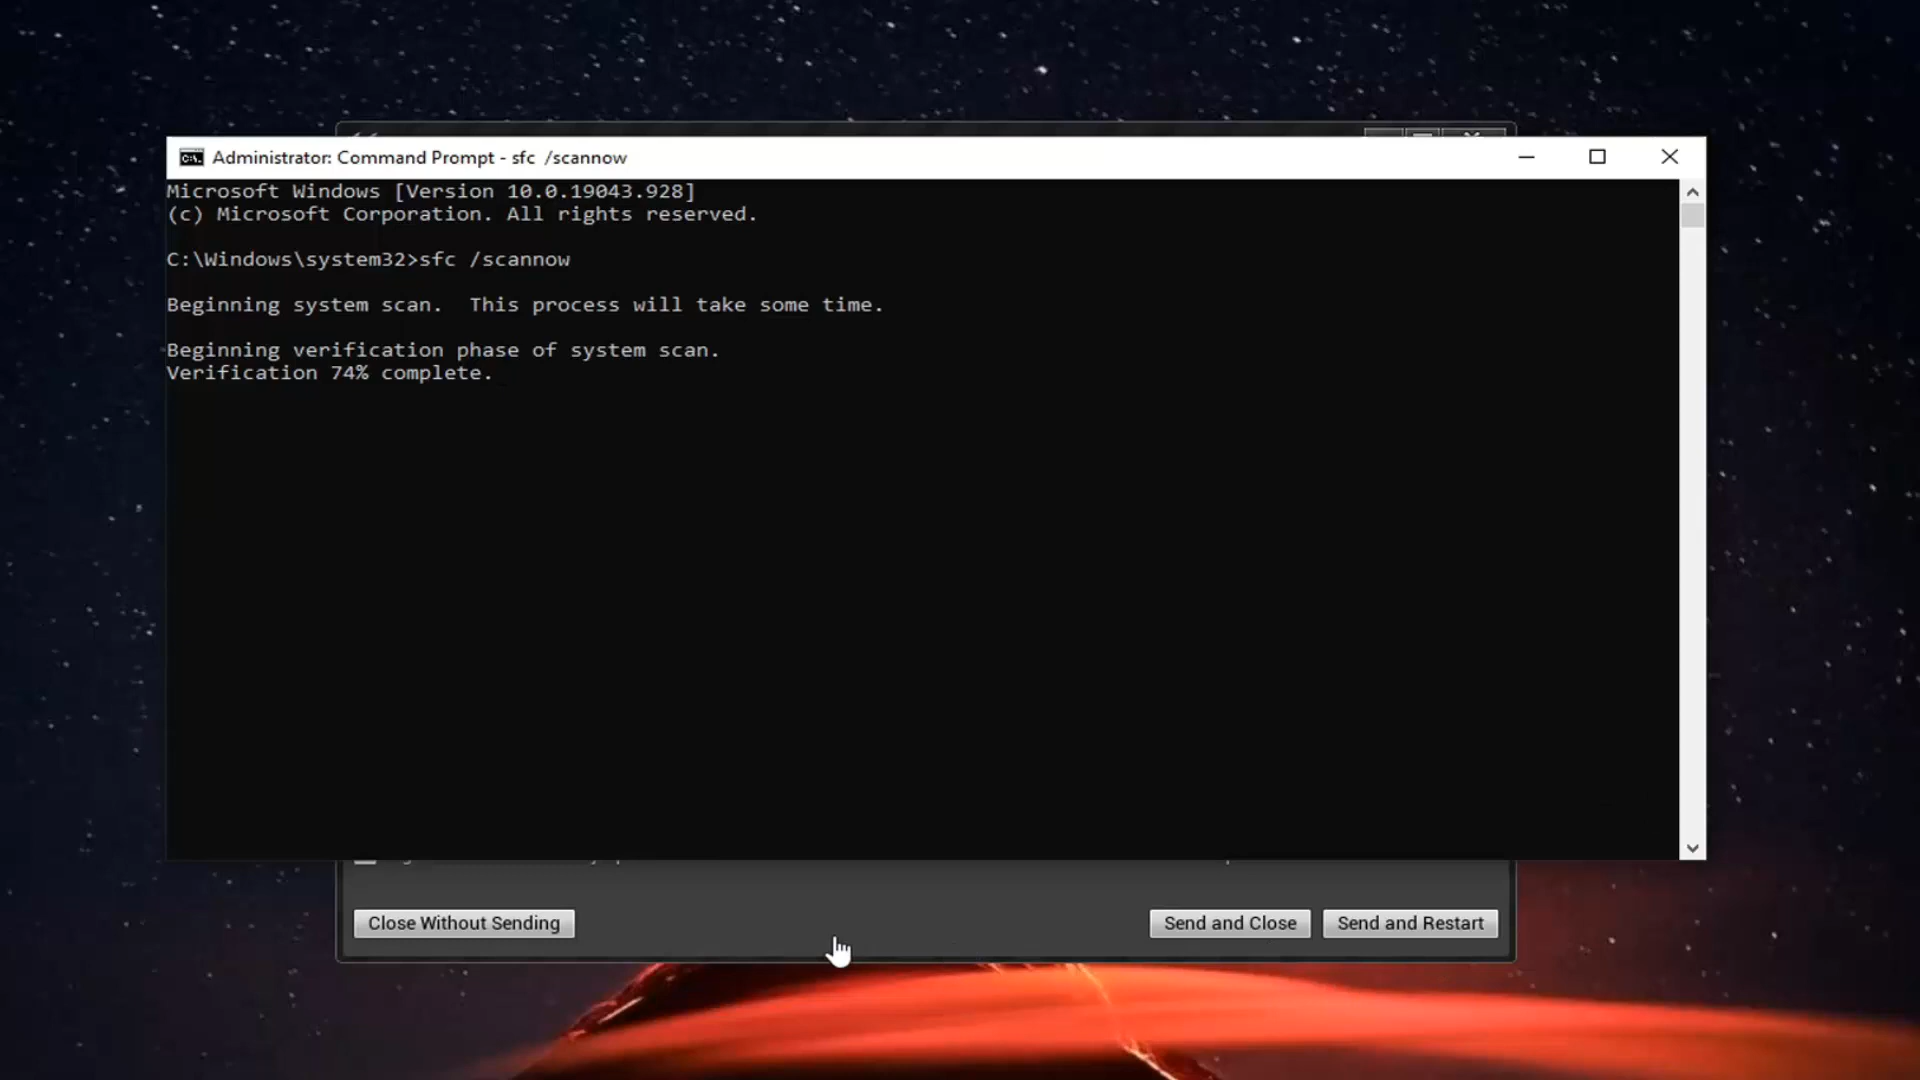 Administrator: Command Prompt - sfc  /scannow
Microsoft Windows [Version 10.0.19043.928]
(c) Microsoft Corporation. All rights reserved.
C:\Windows\system32>sfc /scannow
Beginning system scan.  This process will take some time.
Beginning verification phase of system scan.
Verification 74% complete.
Close Without Sending
Send and Close
Send and Restart